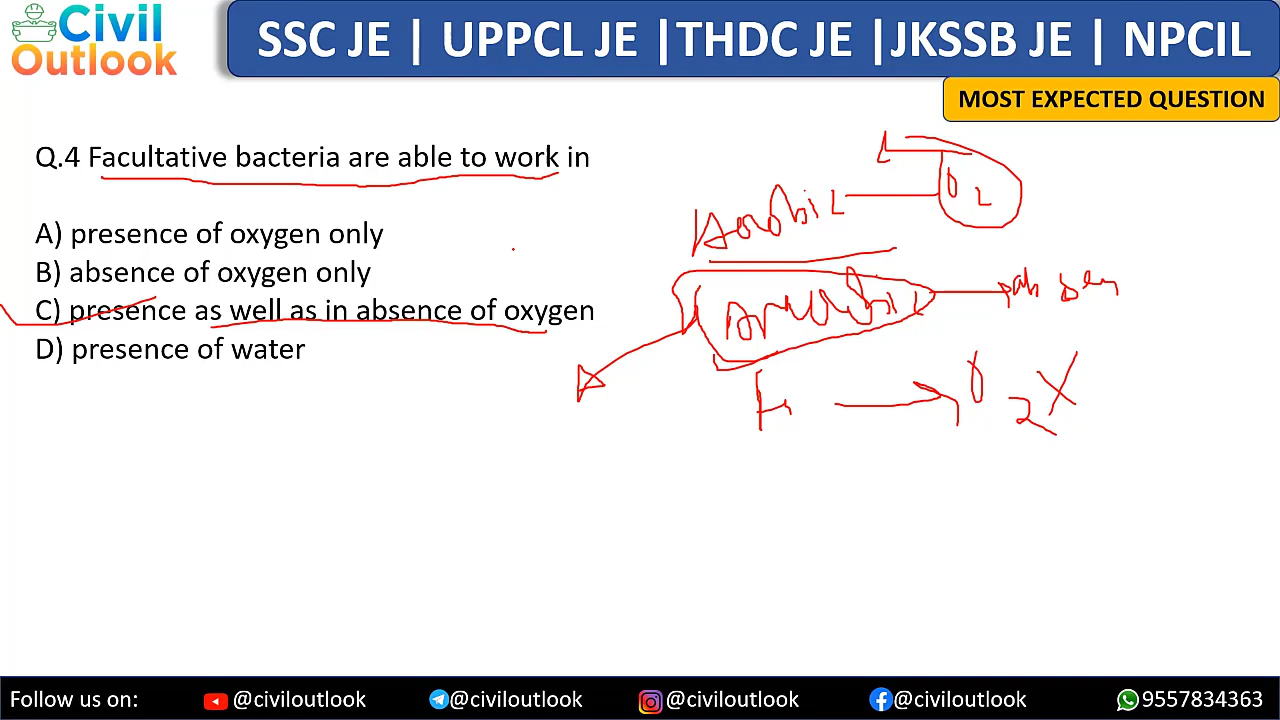 Civil
Outlook
SSC JE | UPPCL JE |THDC JE |JKSSB JE | NPCIL
MOST EXPECTED QUESTION
Q.4 Facultative bacteria are able to work in
A) presence of oxygen only
B) absence of oxygen only
C) presence as well as in absence of oxygen
D) presence of water
O2
O2 X
Follow us on: @civiloutlook @civiloutlook @civiloutlook @civiloutlook 9557834363